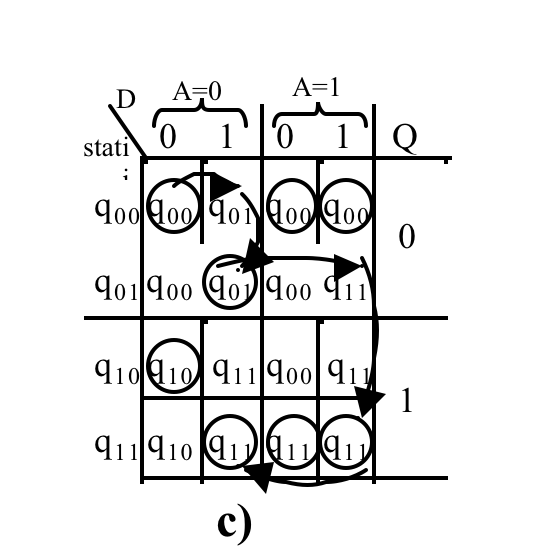 D A=0 A=1
stati 0 1 0 1 Q
q00 q00 q01 q00 q00 0
q01 q00 q01 q00 q11
q10 q10 q11 q00 q11 1
q11 q10 q11 q11 q11
c)